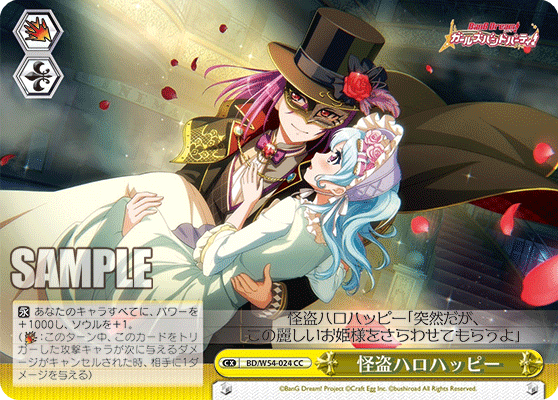 BanG Dream!
ガールズバンドパーティ!
SAMPLE
永 あなたのキャラすべてに、パワーを
+1000し、ソウルを+1。
( :このターン中、このカードをトリ
ガーした攻撃キャラが次に与えるダメ
ージがキャンセルされた時、相手に1ダ
メージを与える)
怪盗ハロハッピー「突然だが、
この麗しいお姫様をさらわせてもらうよ」
CX BD/W54-024 CC 怪盗ハロハッピー
©BanG Dream! Project ©Craft Egg Inc. ©bushiroad All Rights Reserved.